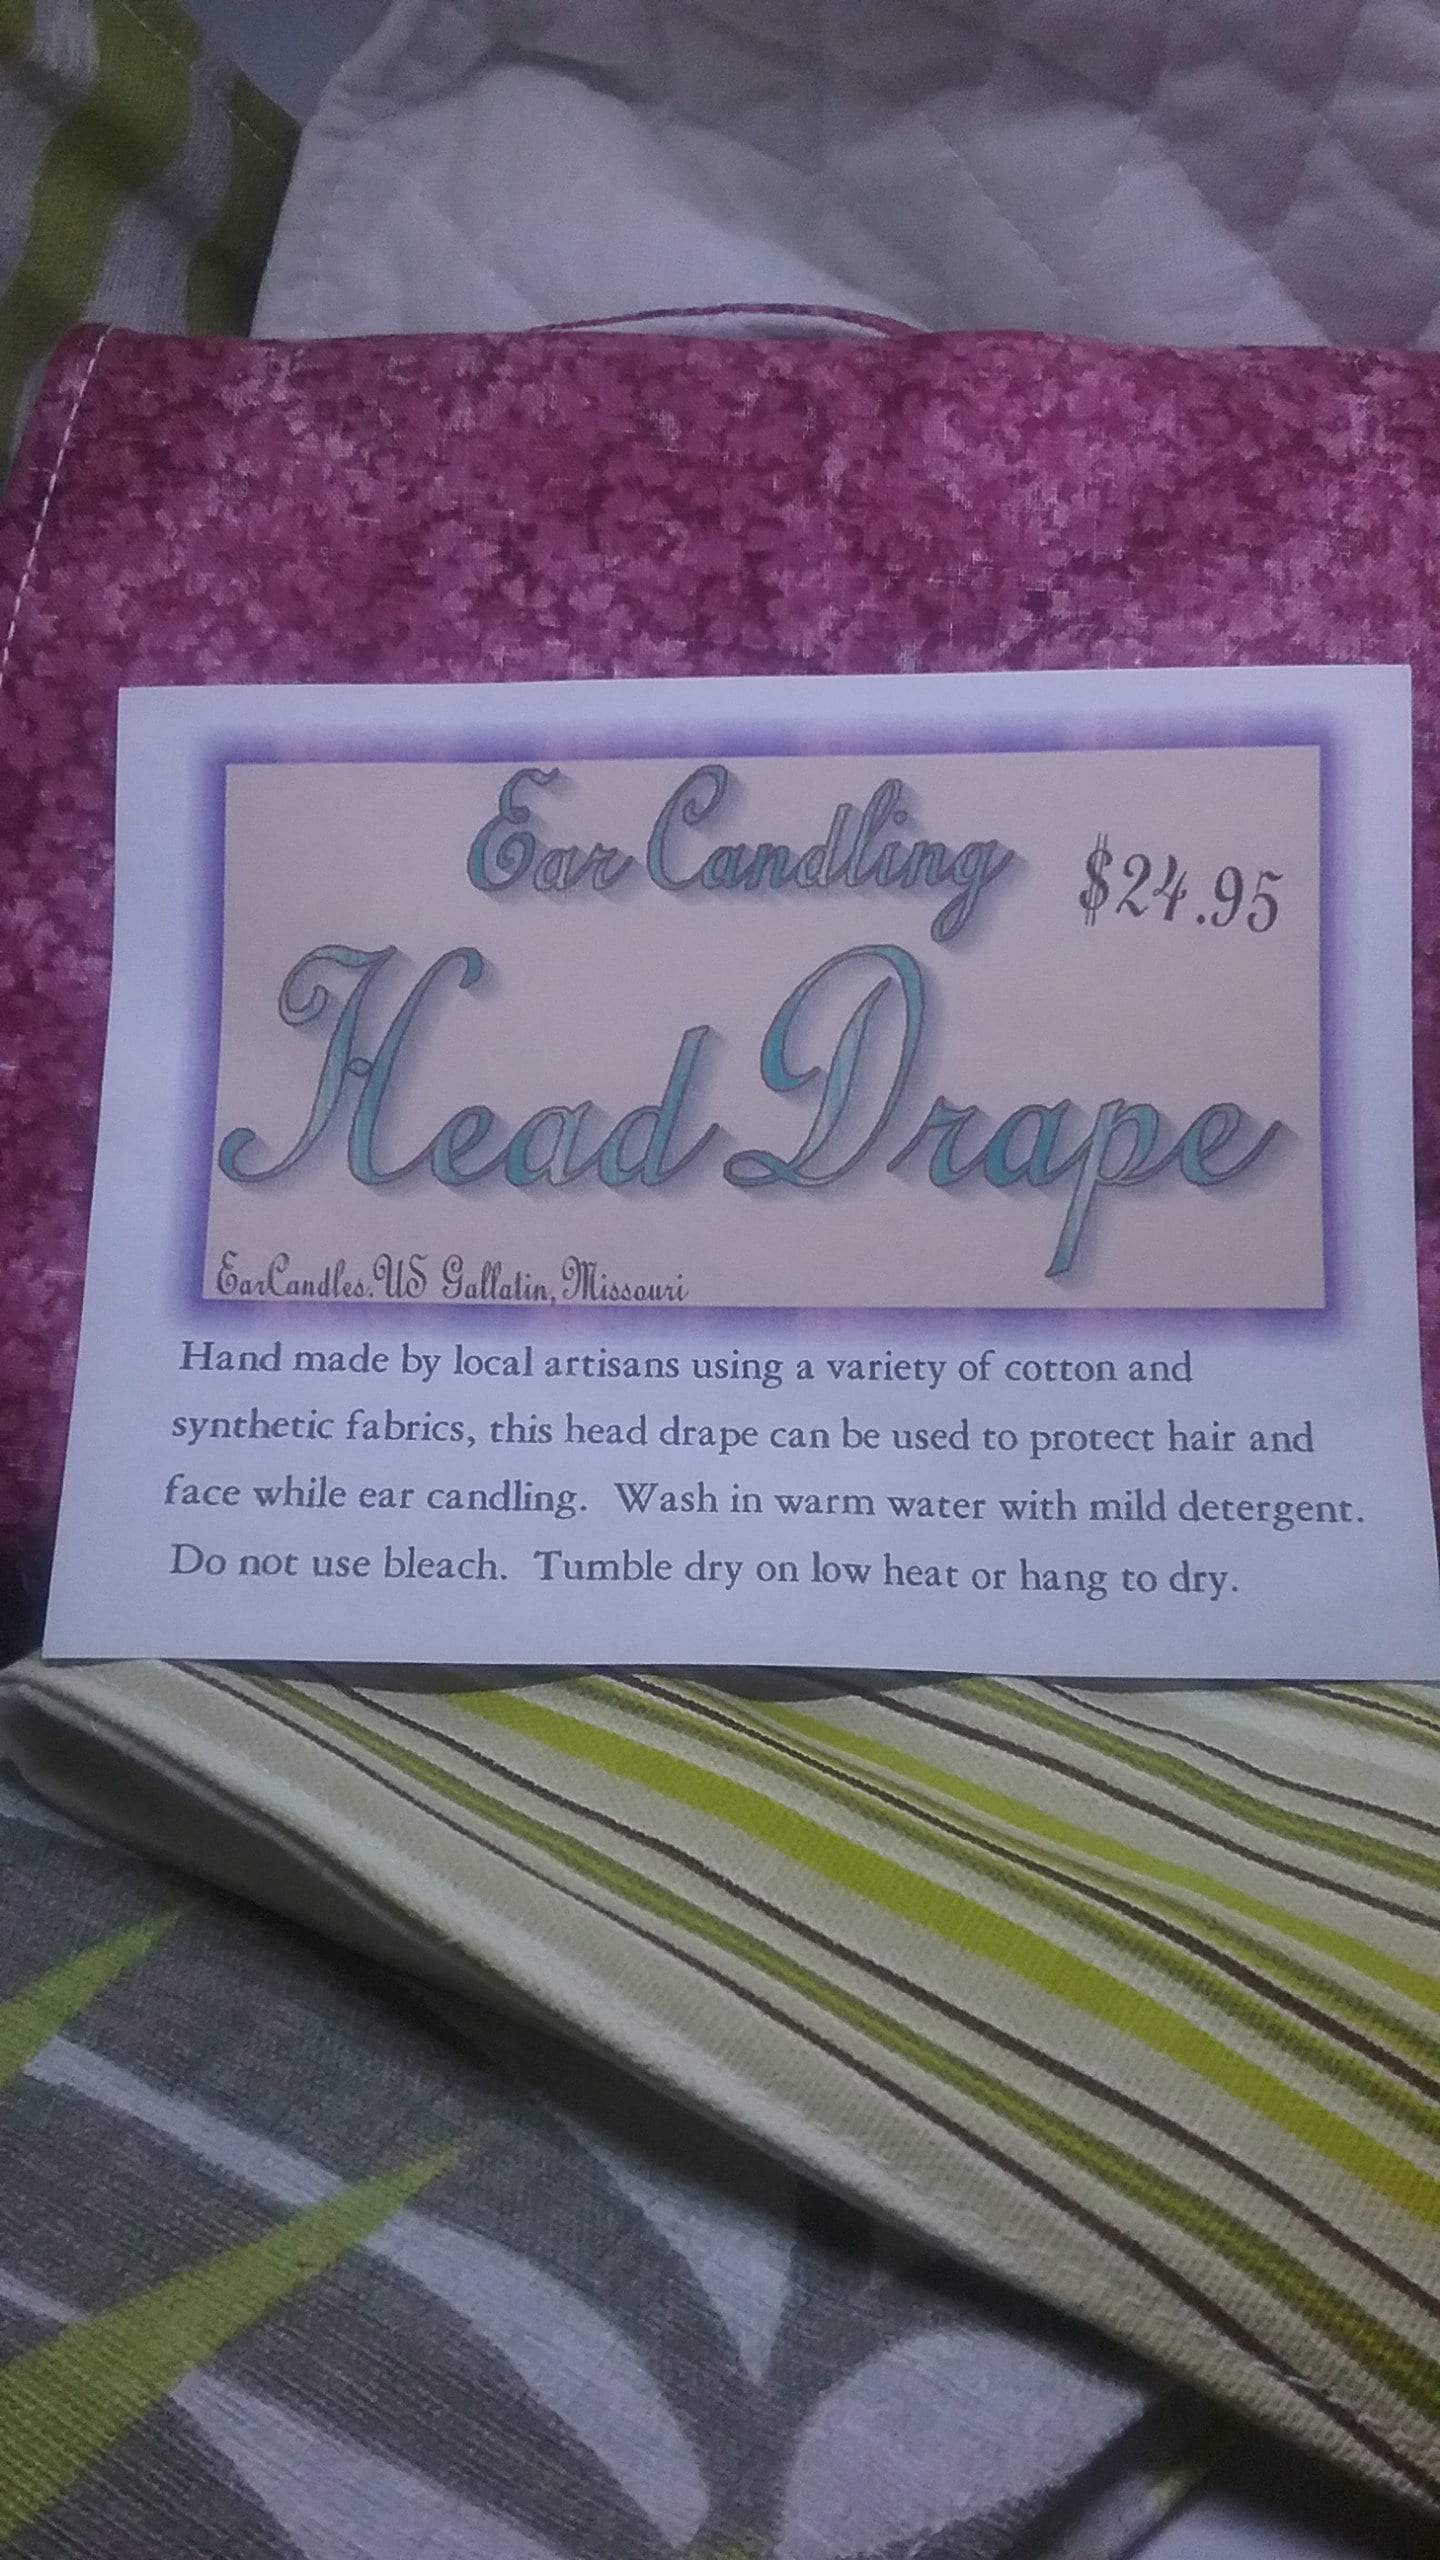 Ear Candling
$24.95
Head Drape
EarCandles.US Gallatin, Missouri
Hand made by local artisans using a variety of cotton and
synthetic fabrics, this head drape can be used to protect hair and
face while ear candling. Wash in warm water with mild detergent.
Do not use bleach. Tumble dry on low heat or hang to dry.